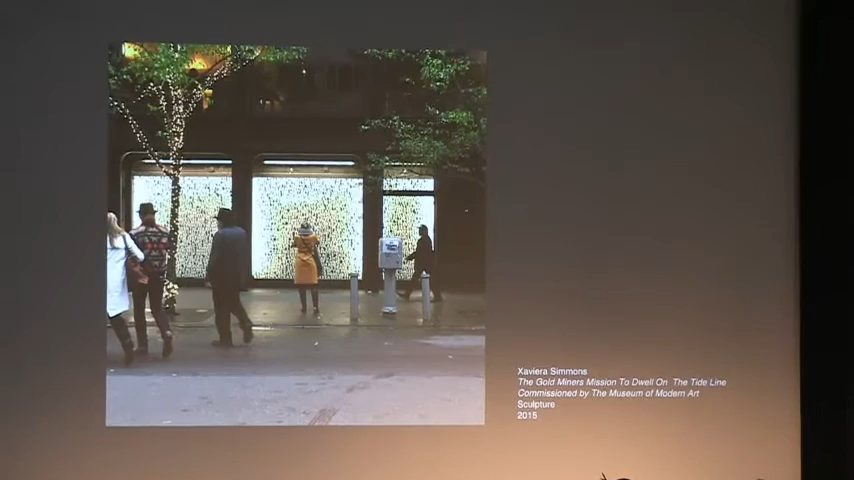 Xaviera Simmons
The Gold Miners Mission To Dwell On The Tide Line
Commissioned by The Museum of Modern Art
Sculpture
2015